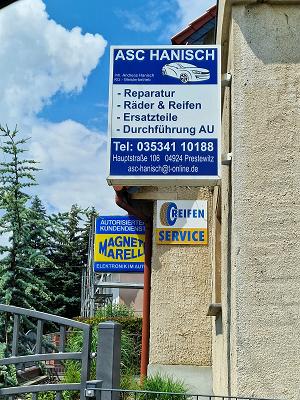 ASC HANISCH
Inh. Andreas Hanisch
KfZ - Meisterbetrieb
- Reparatur
- Räder & Reifen
- Ersatzteile
- Durchführung AU
Tel: 035341 10188
Hauptstraße 106 04924 Prestewitz
asc-hanisch@t-online.de
AUTORISIERTER
KUNDENDIENST
MAGNETI
MARELLI
ELEKTRONIK IM AUTO
REIFEN
SERVICE